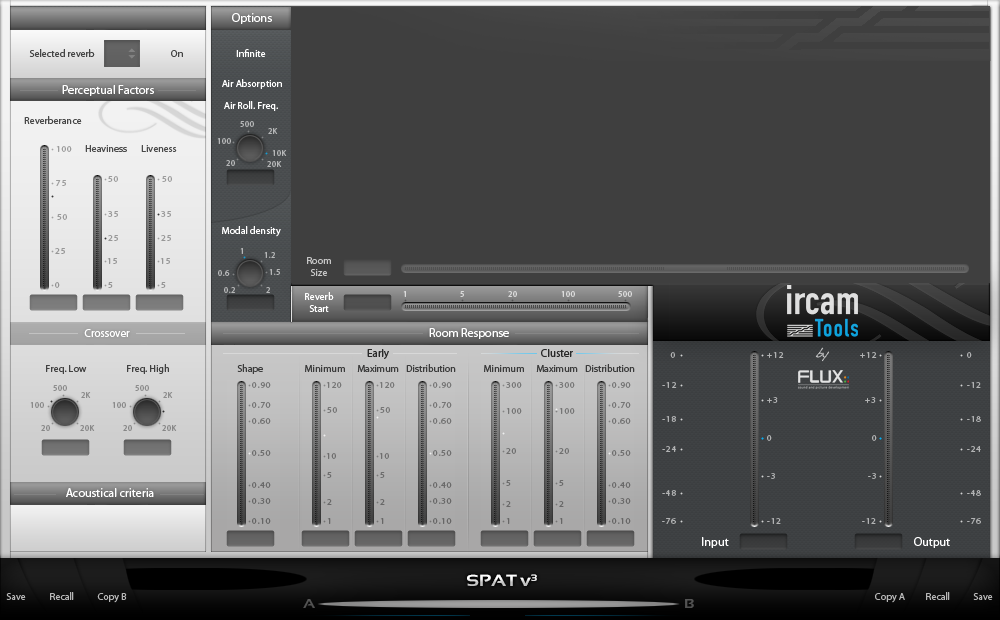 Options
Selected reverb
On
Infinite
Perceptual Factors
Air Absorption
Air Roll. Freq.
Reverberance
500
2K
100
10K
20
20K
Heaviness
Liveness
100
75
50
25
0
50
35
25
15
5
50
35
25
15
5
Modal density
1
1.2
0.6
1.5
0.2
2
Room
Size
Reverb
Start
1
5
20
100
500
ircam
Tools
by
FLUX::
Crossover
Freq. Low
Freq. High
500
2K
100
20
20K
500
2K
100
20
20K
Acoustical criteria
Room Response
Early
Cluster
Shape
Minimum
Maximum
Distribution
Minimum
Maximum
Distribution
0.90
0.70
0.60
0.50
0.40
0.30
0.10
120
50
10
5
2
1
120
50
10
5
2
1
0.90
0.70
0.60
0.50
0.40
0.30
0.10
300
100
20
5
2
1
300
100
20
5
2
1
0.90
0.70
0.60
0.50
0.40
0.30
0.10
0
-12
-18
-24
-48
-76
+12
+3
0
-3
-12
+12
+3
0
-3
-12
0
-12
-18
-24
-48
-76
Input
Output
SPAT v3
Save
Recall
Copy B
A
B
Copy A
Recall
Save